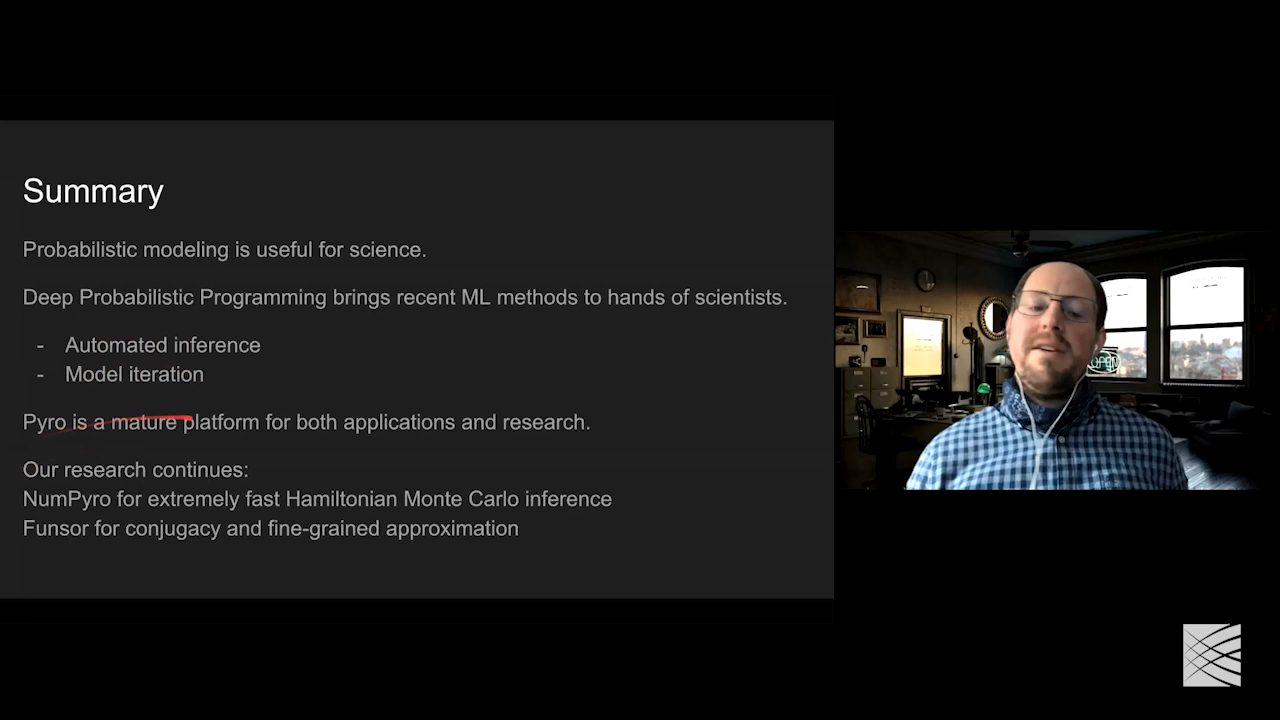 Summary
Probabilistic modeling is useful for science.
Deep Probabilistic Programming brings recent ML methods to hands of scientists.
- Automated inference
- Model iteration
Pyro is a mature platform for both applications and research.
Our research continues:
NumPyro for extremely fast Hamiltonian Monte Carlo inference
Funsor for conjugacy and fine-grained approximation
OPEN